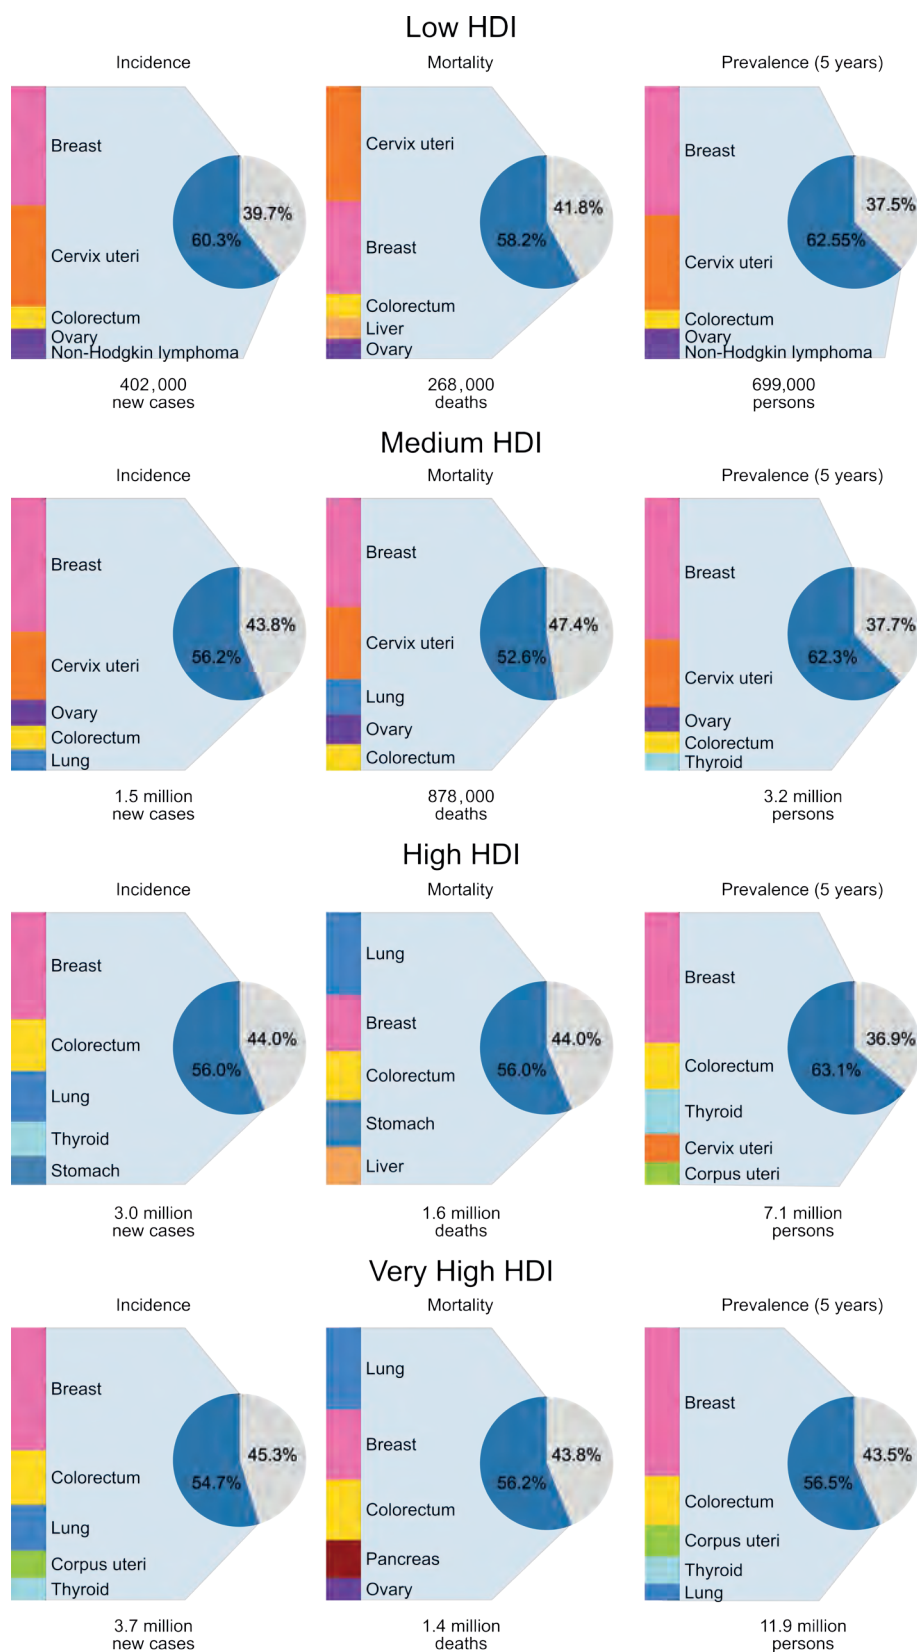 Low HDI
Incidence
Mortality
Prevalence (5 years)
Breast
Cervix uteri
Colorectum
Ovary
Non-Hodgkin lymphoma
39.7%
60.3%
402,000
new cases
Cervix uteri
Breast
Colorectum
Liver
Ovary
41.8%
58.2%
268,000
deaths
Breast
Cervix uteri
Colorectum
Ovary
Non-Hodgkin lymphoma
37.5%
62.55%
699,000
persons
Medium HDI
Incidence
Mortality
Prevalence (5 years)
Breast
Cervix uteri
Ovary
Colorectum
Lung
43.8%
56.2%
1.5 million
new cases
Breast
Cervix uteri
Lung
Ovary
Colorectum
47.4%
52.6%
878,000
deaths
Breast
Cervix uteri
Ovary
Colorectum
Thyroid
37.7%
62.3%
3.2 million
persons
High HDI
Incidence
Mortality
Prevalence (5 years)
Breast
Colorectum
Lung
Thyroid
Stomach
44.0%
56.0%
3.0 million
new cases
Lung
Breast
Colorectum
Stomach
Liver
44.0%
56.0%
1.6 million
deaths
Breast
Colorectum
Thyroid
Cervix uteri
Corpus uteri
36.9%
63.1%
7.1 million
persons
Very High HDI
Incidence
Mortality
Prevalence (5 years)
Breast
Colorectum
Lung
Corpus uteri
Thyroid
45.3%
54.7%
3.7 million
new cases
Lung
Breast
Colorectum
Pancreas
Ovary
43.8%
56.2%
1.4 million
deaths
Breast
Colorectum
Corpus uteri
Thyroid
Lung
43.5%
56.5%
11.9 million
persons